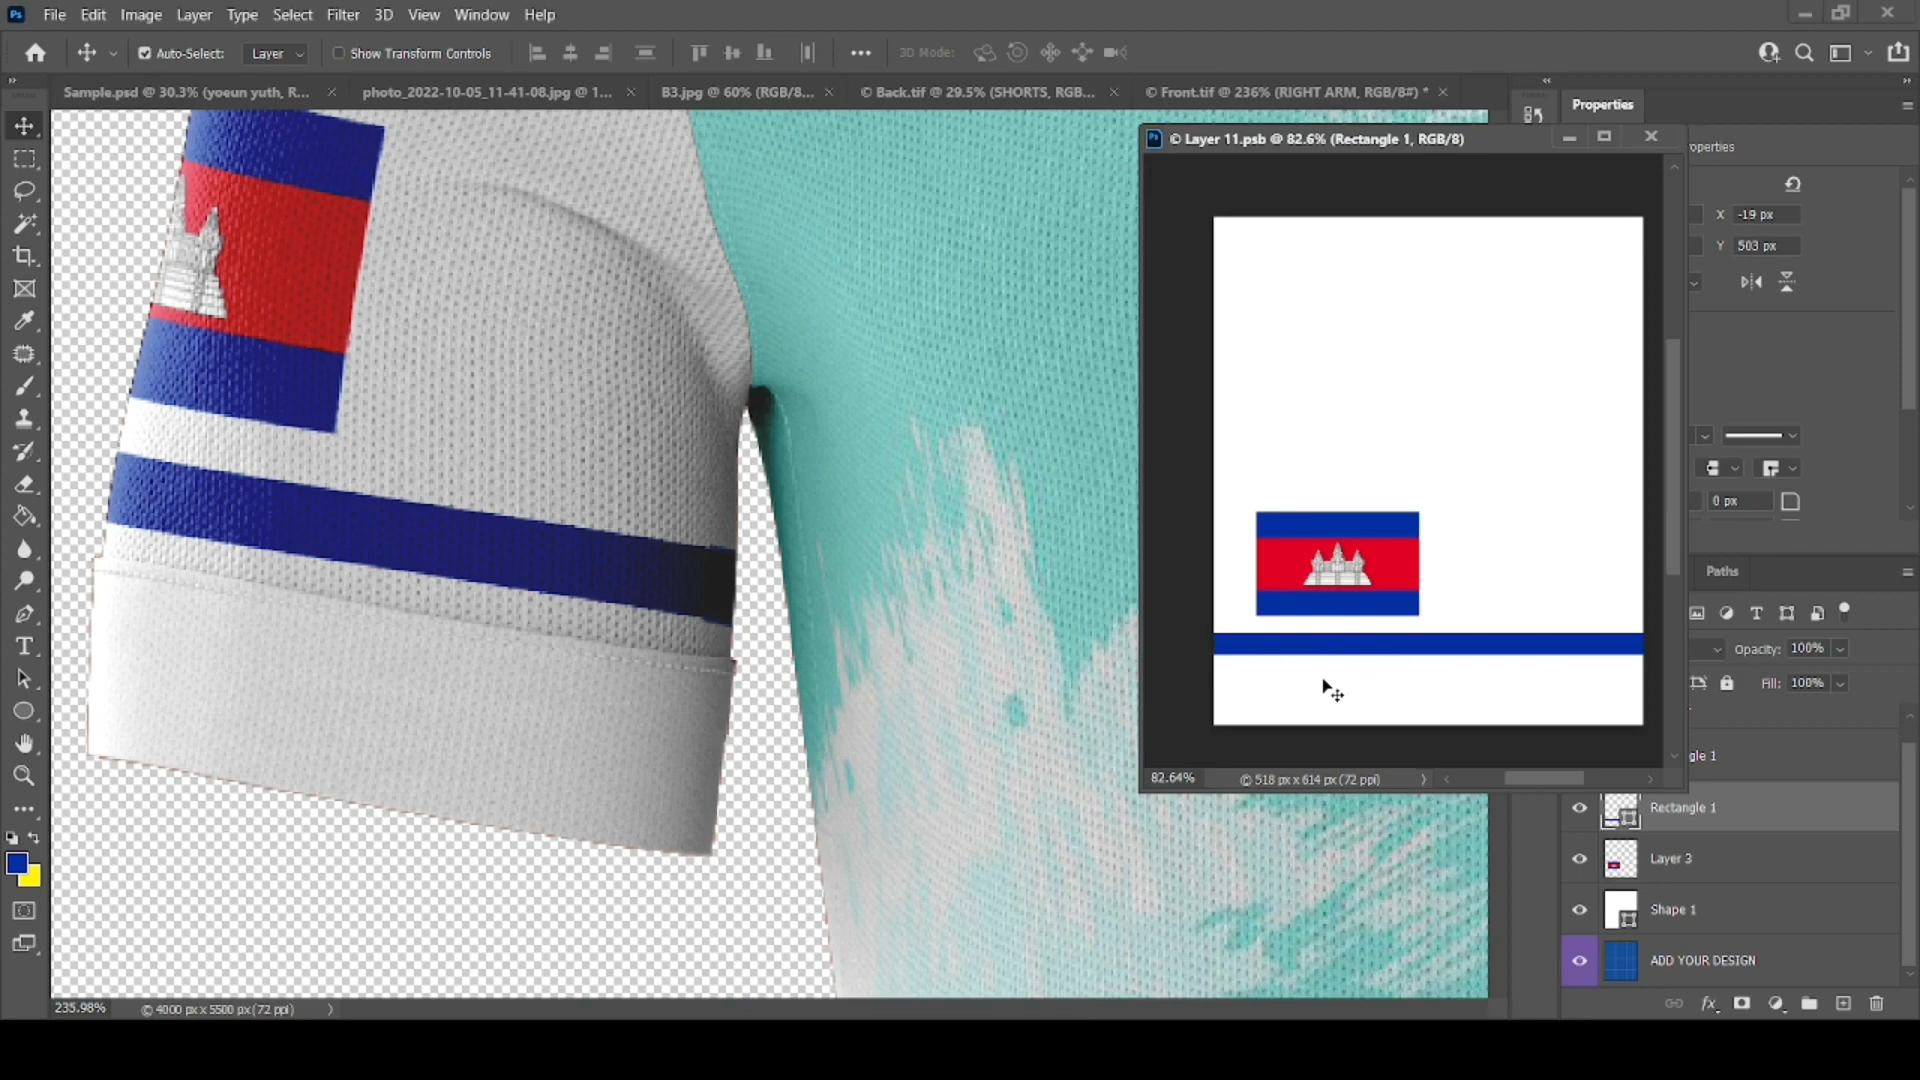 Ps File Edit Image Layer Type Select Filter 3D View Window Help
Auto-Select: Layer Show Transform Controls 3D Mode:
Sample.psd @ 30.3% (yoeun yuth, R... photo_2022-10-05_11-41-08.jpg @ 1... B3.jpg @ 60% (RGB/8... © Back.tif @ 29.5% (SHORTS, RGB... © Front.tif @ 236% (RIGHT ARM, RGB/8#) *
Properties
© Layer 11.psb @ 82.6% (Rectangle 1, RGB/8)
operties
X -19 px
Y 503 px
0 px
Paths
Opacity: 100%
Fill: 100%
gle 1
82.64% © 518 px x 614 px (72 ppi)
Rectangle 1
Layer 3
Shape 1
ADD YOUR DESIGN
235.98% © 4000 px x 5500 px (72 ppi)
fx